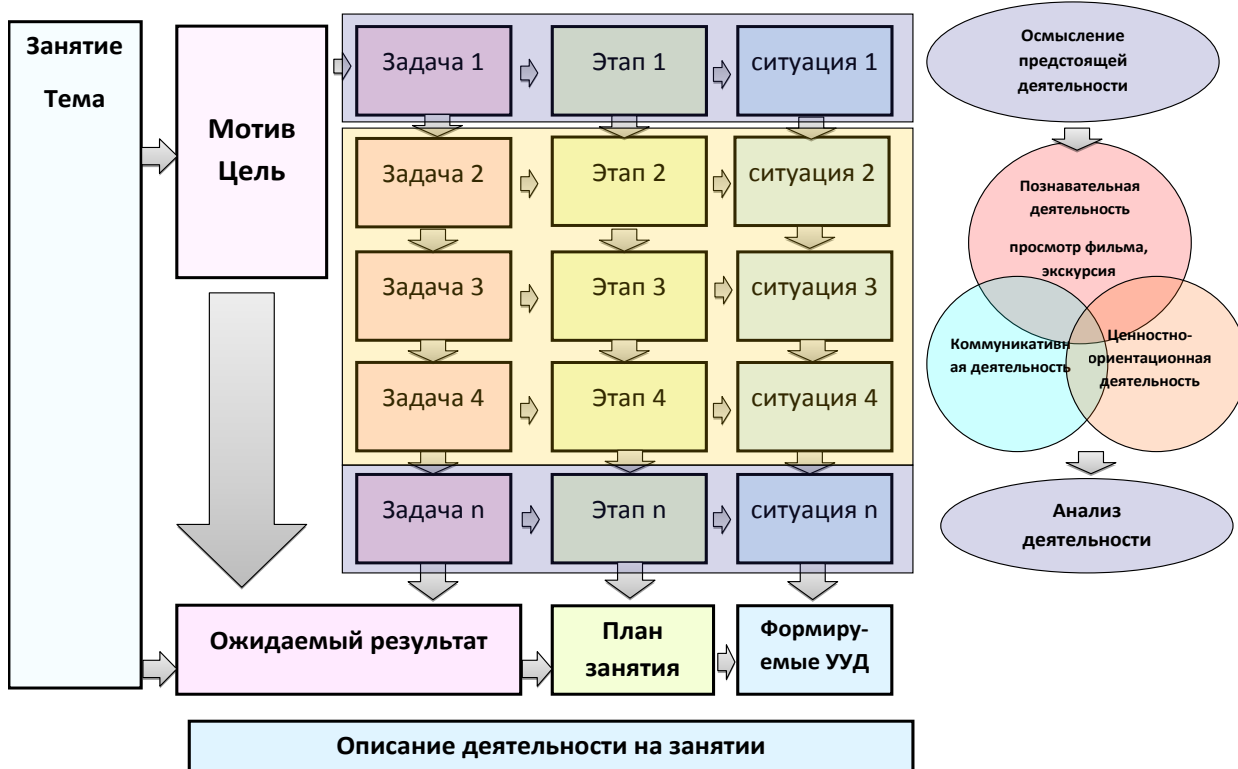 Занятие
Тема
Мотив
Цель
Задача 1
Этап 1
ситуация 1
Задача 2
Этап 2
ситуация 2
Задача 3
Этап 3
ситуация 3
Задача 4
Этап 4
ситуация 4
Задача n
Этап n
ситуация n
Ожидаемый результат
План
занятия
Формиру-
емые УУД
Описание деятельности на занятии
Осмысление
предстоящей
деятельности
Познавательная
деятельность
просмотр фильма,
экскурсия
Коммуникативн
ая деятельность
Ценностно-
ориентационная
деятельность
Анализ
деятельности